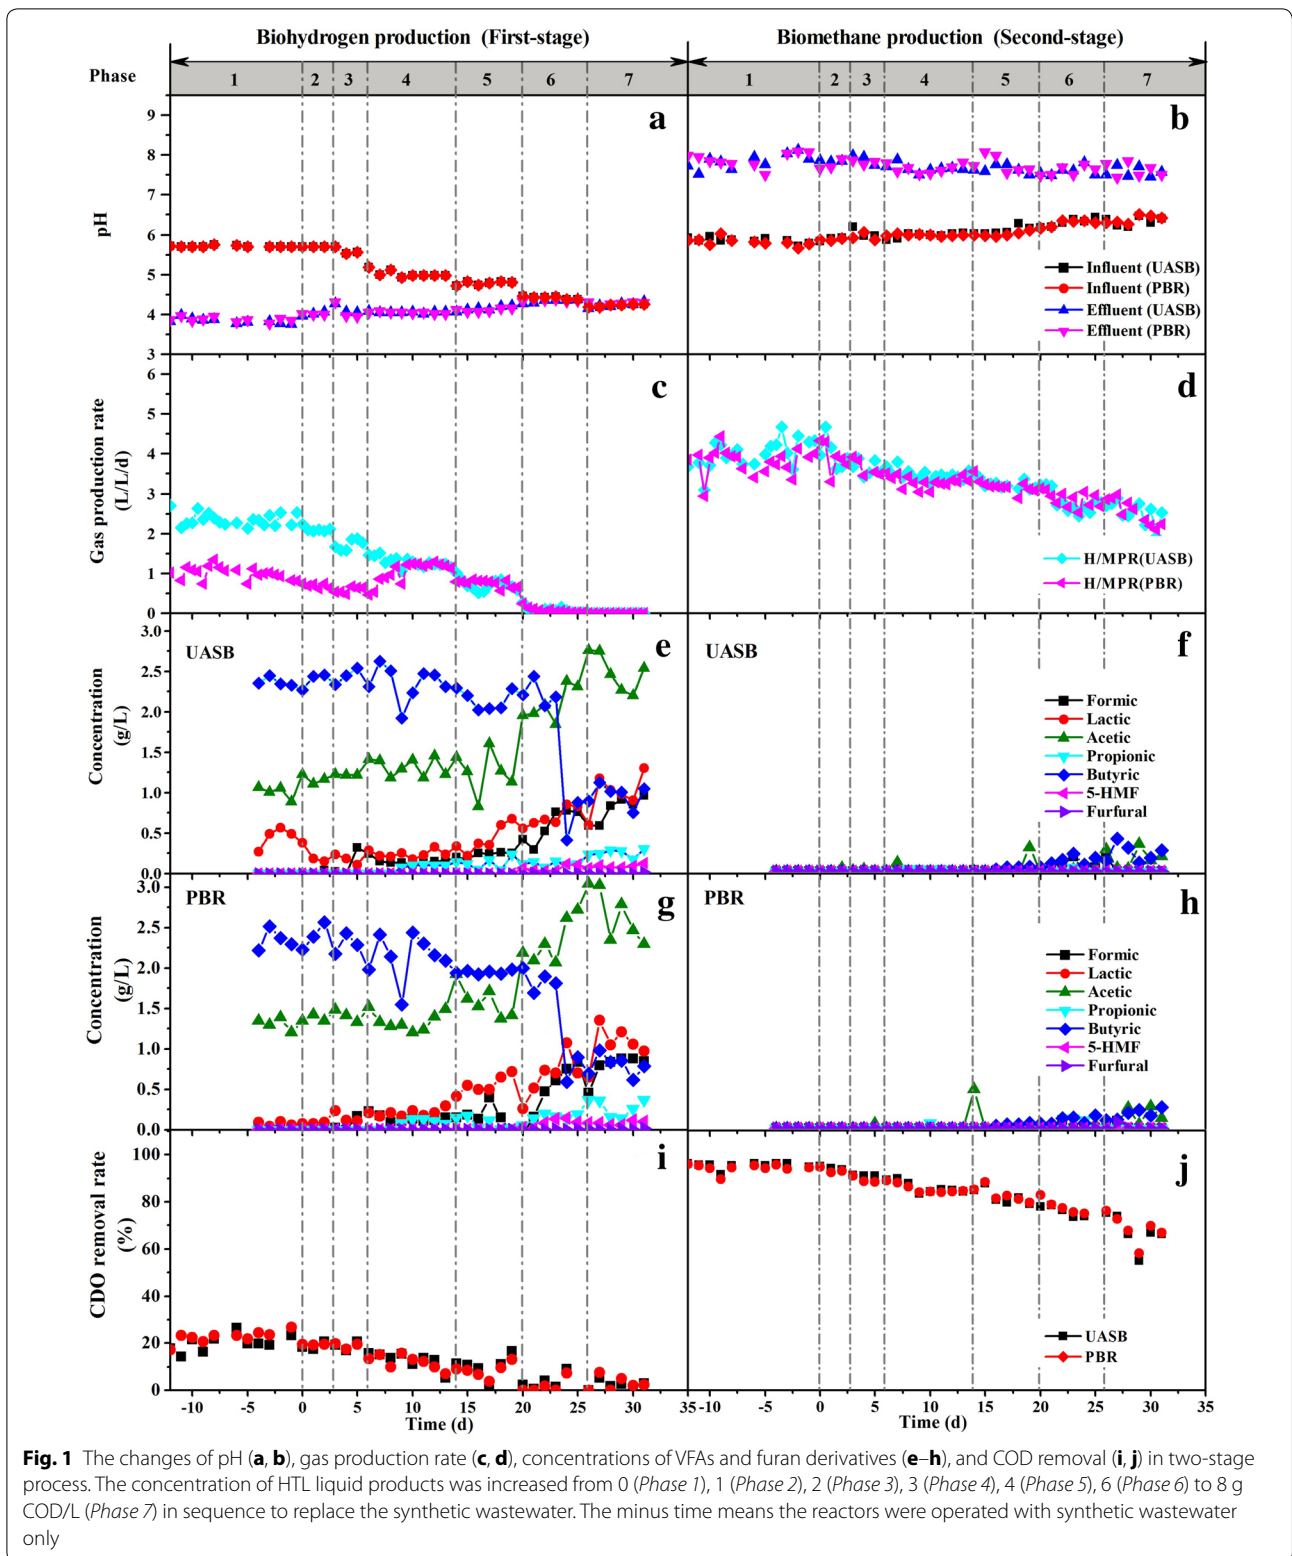 Biohydrogen production (First-stage) Biomethane production (Second-stage)
Phase 1 2 3 4 5 6 7 1 2 3 4 5 6 7
9
8
7
6
5
4
3
pH
a
b
Influent (UASB)
Influent (PBR)
Effluent (UASB)
Effluent (PBR)
6
5
4
3
2
1
0
Gas production rate
(L/L/d)
c
d
H/MPR(UASB)
H/MPR(PBR)
3.0
2.5
2.0
1.5
1.0
0.5
0.0
Concentration
(g/L)
UASB
e
UASB
f
Formic
Lactic
Acetic
Propionic
Butyric
5-HMF
Furfural
3.0
2.5
2.0
1.5
1.0
0.5
0.0
Concentration
(g/L)
PBR
g
PBR
h
Formic
Lactic
Acetic
Propionic
Butyric
5-HMF
Furfural
100
80
60
40
20
0
CDO removal rate
(%)
i
j
UASB
PBR
-10 -5 0 5 10 15 20 25 30 35 -10 -5 0 5 10 15 20 25 30 35
Time (d) Time (d)
Fig. 1 The changes of pH (a, b), gas production rate (c, d), concentrations of VFAs and furan derivatives (e–h), and COD removal (i, j) in two-stage
process. The concentration of HTL liquid products was increased from 0 (Phase 1), 1 (Phase 2), 2 (Phase 3), 3 (Phase 4), 4 (Phase 5), 6 (Phase 6) to 8 g
COD/L (Phase 7) in sequence to replace the synthetic wastewater. The minus time means the reactors were operated with synthetic wastewater
only